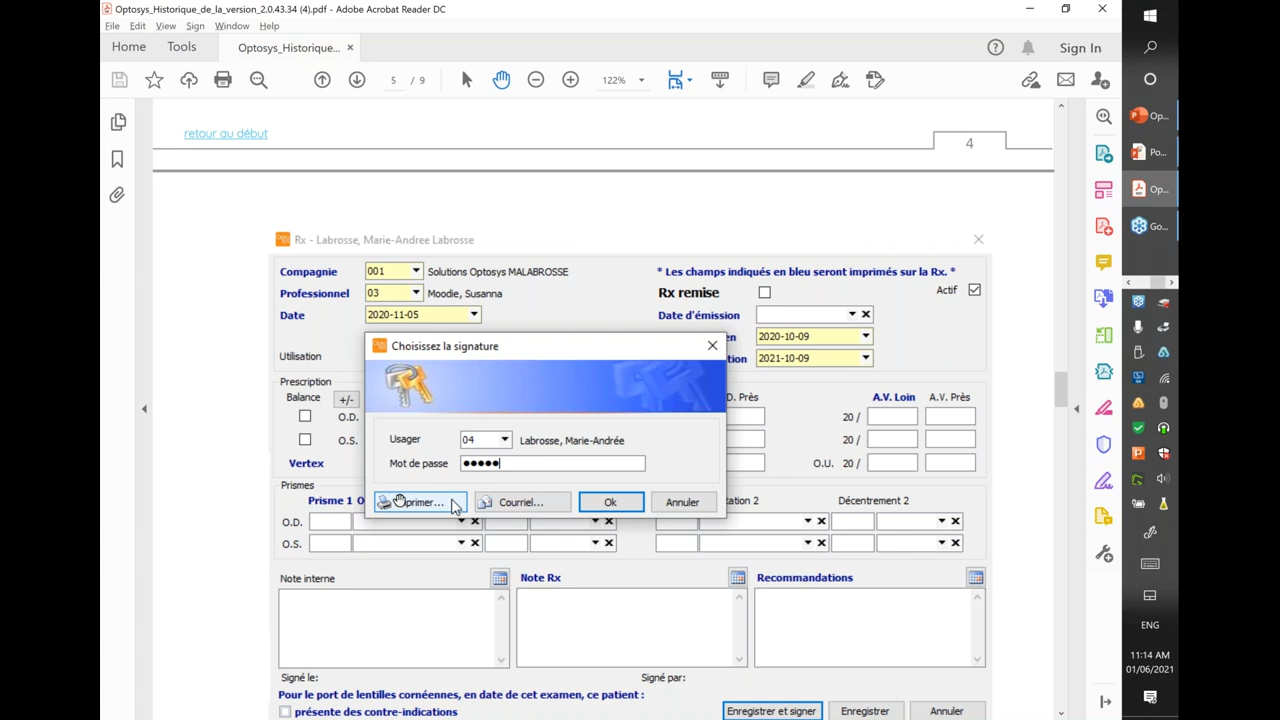 Optosys_Historique_de_la_version_2.0.43.34 (4).pdf - Adobe Acrobat Reader DC
File Edit View Sign Window Help
Home Tools Optosys_Historique... Sign In
5 / 9 122%
retour au début
4
Rx - Labrosse, Marie-Andree Labrosse
Compagnie 001 Solutions Optosys MALABROSSE * Les champs indiqués en bleu seront imprimés sur la Rx. *
Professionnel 03 Moodie, Susanna Rx remise Actif
Date 2020-11-05 Date d'émission
Choisissez la signature
2020-10-09
Utilisation 2021-10-09
Prescription
Balance +/- A.V. Loin A.V. Près
O.D. 20 /
Usager 04 Labrosse, Marie-Andrée
O.S. 20 /
Vertex Mot de passe ●●●●● O.U. 20 /
Prismes
Prisme 1 Courriel... Ok Annuler Décentrement 2
O.D.
O.S.
Note interne Note Rx Recommandations
Signé le: Signé par:
Pour le port de lentilles cornéennes, en date de cet examen, ce patient :
présente des contre-indications Enregistrer et signer Enregistrer Annuler
Op...
Po...
Op...
Go...
ENG
11:14 AM
01/06/2021